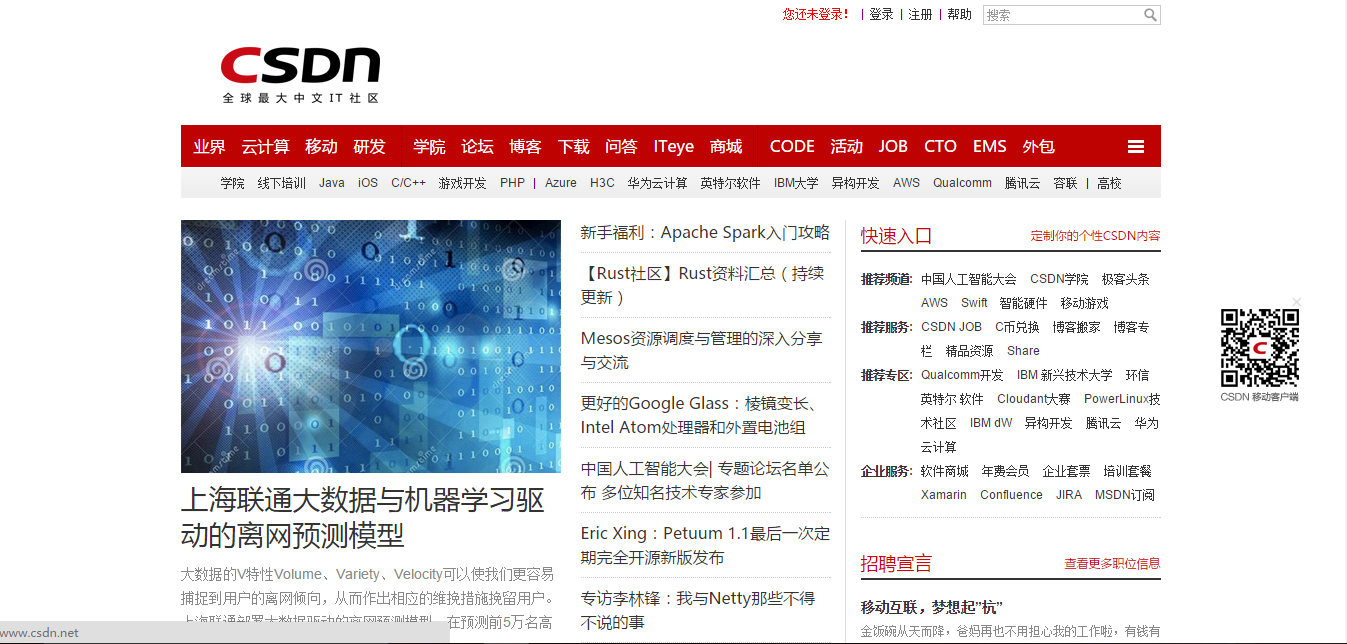 您还未登录！ | 登录 | 注册 | 帮助
搜索
CSDN
全球最大中文IT社区
业界 云计算 移动 研发 学院 论坛 博客 下载 问答 ITeye 商城 CODE 活动 JOB CTO EMS 外包
学院 线下培训 Java iOS C/C++ 游戏开发 PHP | Azure H3C 华为云计算 英特尔软件 IBM大学 异构开发 AWS Qualcomm 腾讯云 容联 | 高校
上海联通大数据与机器学习驱
动的离网预测模型
大数据的V特性Volume、Variety、Velocity可以使我们更容易
捕捉到用户的离网倾向，从而作出相应的维挽措施挽留用户。
上海联通部署大数据驱动的离网预测模型，在预测前5万名高
新手福利：Apache Spark入门攻略
【Rust社区】Rust资料汇总（持续
更新）
Mesos资源调度与管理的深入分享
与交流
更好的Google Glass：棱镜变长、
Intel Atom处理器和外置电池组
中国人工智能大会| 专题论坛名单公
布 多位知名技术专家参加
Eric Xing：Petuum 1.1最后一次定
期完全开源新版发布
专访李林锋：我与Netty那些不得
不说的事
快速入口
定制你的个性CSDN内容
推荐频道: 中国人工智能大会 CSDN学院 极客头条
AWS Swift 智能硬件 移动游戏
推荐服务: CSDN JOB C币兑换 博客搬家 博客专
栏 精品资源 Share
推荐专区: Qualcomm开发 IBM 新兴技术大学 环信
英特尔 软件 Cloudant大赛 PowerLinux技
术社区 IBM dW 异构开发 腾讯云 华为
云计算
企业服务: 软件商城 年费会员 企业套票 培训套餐
Xamarin Confluence JIRA MSDN订阅
招聘宣言
查看更多职位信息
移动互联，梦想起”杭”
金饭碗从天而降，爸妈再也不用担心我的工作啦，有钱有
CSDN 移动客户端
www.csdn.net